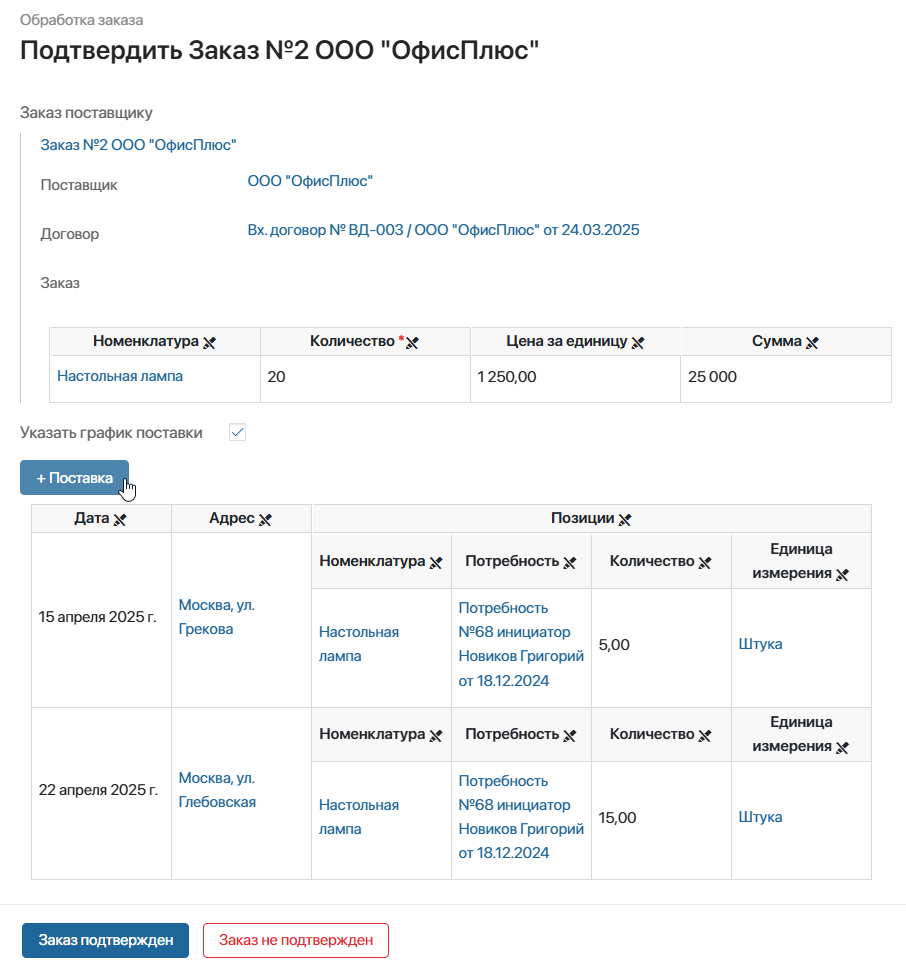 Обработка заказа
Подтвердить Заказ №2 ООО "ОфисПлюс"
Заказ поставщику
Заказ №2 ООО "ОфисПлюс"
Поставщик ООО "ОфисПлюс"
Договор Вх. договор № ВД-003 / ООО "ОфисПлюс" от 24.03.2025
Заказ
Номенклатура Количество * Цена за единицу Сумма
Настольная лампа 20 1 250,00 25 000
Указать график поставки
+ Поставка
Дата Адрес Позиции
15 апреля 2025 г.
Москва, ул.
Грекова
Номенклатура Потребность Количество Единица
измерения
Настольная
лампа
Потребность
№68 инициатор
Новиков Григорий
от 18.12.2024
5,00
Штука
22 апреля 2025 г.
Москва, ул.
Глебовская
Номенклатура Потребность Количество Единица
измерения
Настольная
лампа
Потребность
№68 инициатор
Новиков Григорий
от 18.12.2024
15,00
Штука
Заказ подтвержден Заказ не подтвержден